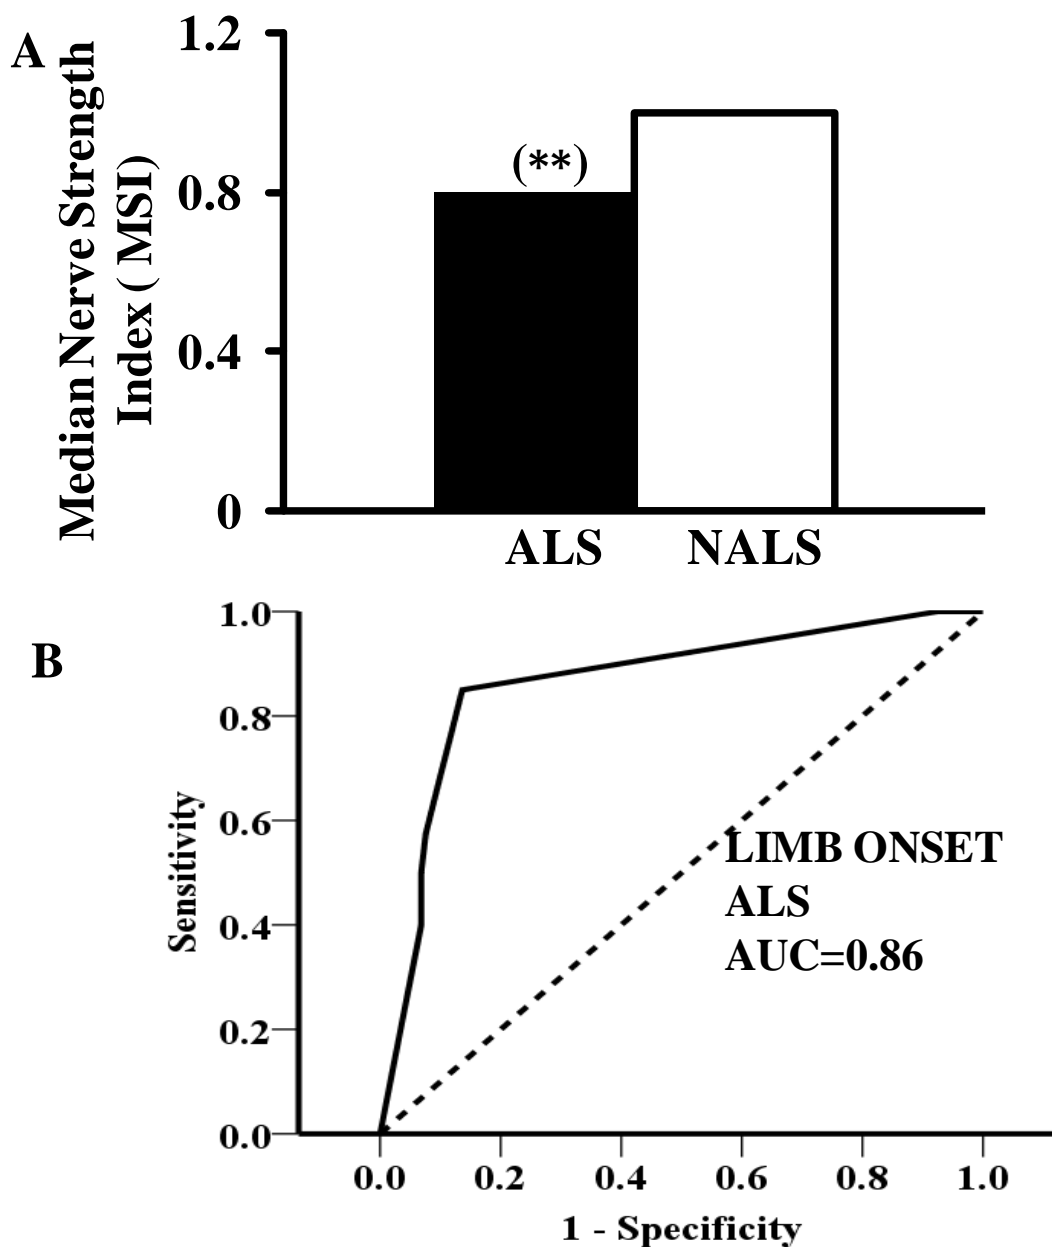 A
Median Nerve Strength
Index ( MSI)
1.2
0.8
0.4
0
(**)
ALS NALS
B
Sensitivity
1.0
0.8
0.6
0.4
0.2
0.0
LIMB ONSET
ALS
AUC=0.86
0.0 0.2 0.4 0.6 0.8 1.0
1 - Specificity